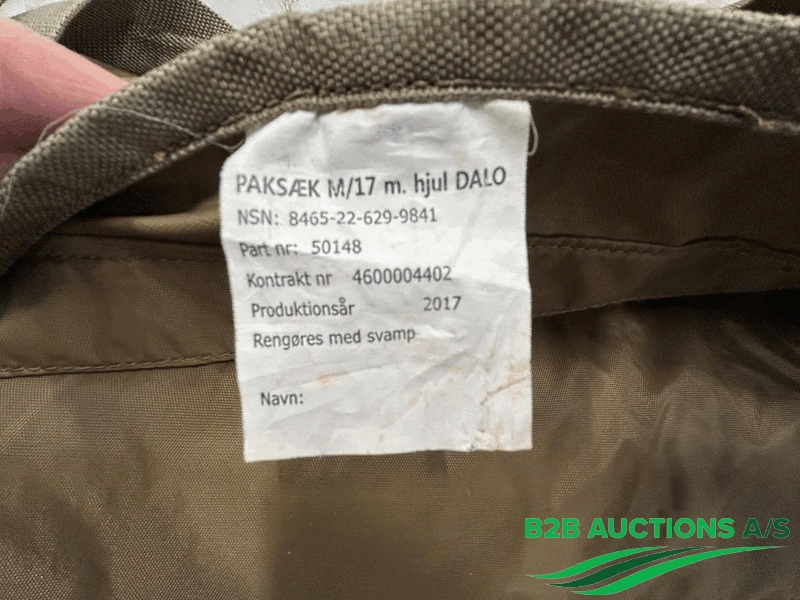 PAKSÆK M/17 m. hjul DALO
NSN: 8465-22-629-9841
Part nr: 50148
Kontrakt nr 4600004402
Produktionsår 2017
Rengøres med svamp
Navn:
B2B AUCTIONS A/S